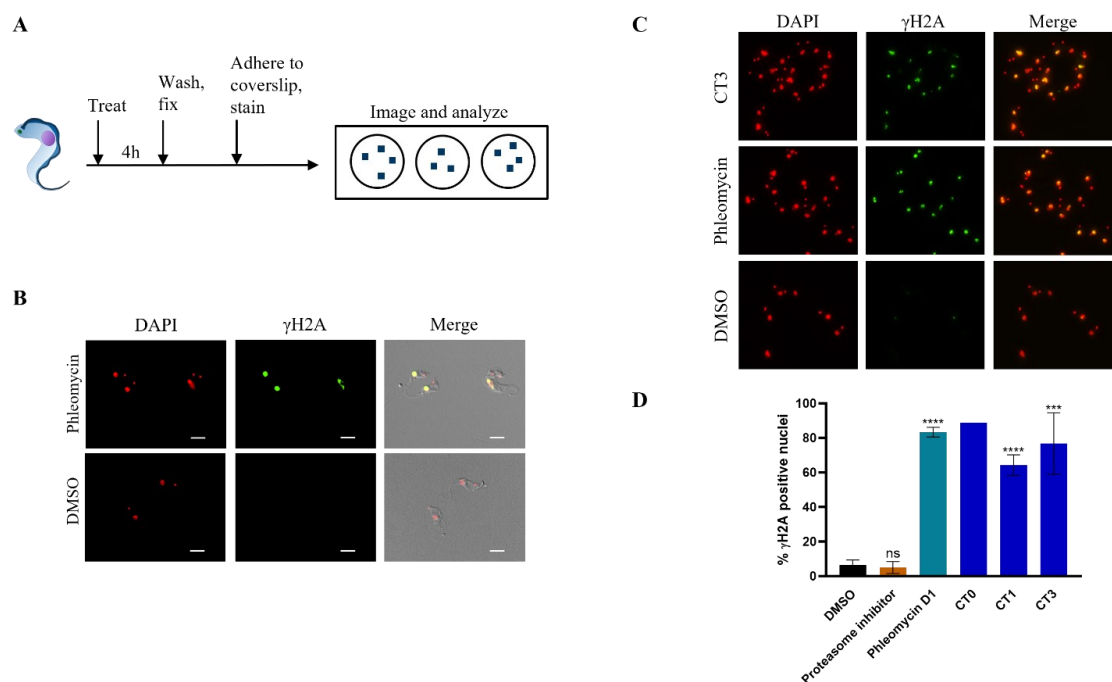 A
Treat
4h
Wash,
fix
Adhere to
coverslip,
stain
Image and analyze
B
DAPI
γH2A
Merge
Phleomycin
DMSO
C
DAPI
γH2A
Merge
CT3
Phleomycin
DMSO
D
% γH2A positive nuclei
100
80
60
40
20
0
ns
****
****
***
DMSO
Proteasome inhibitor
Phleomycin D1
CT0
CT1
CT3